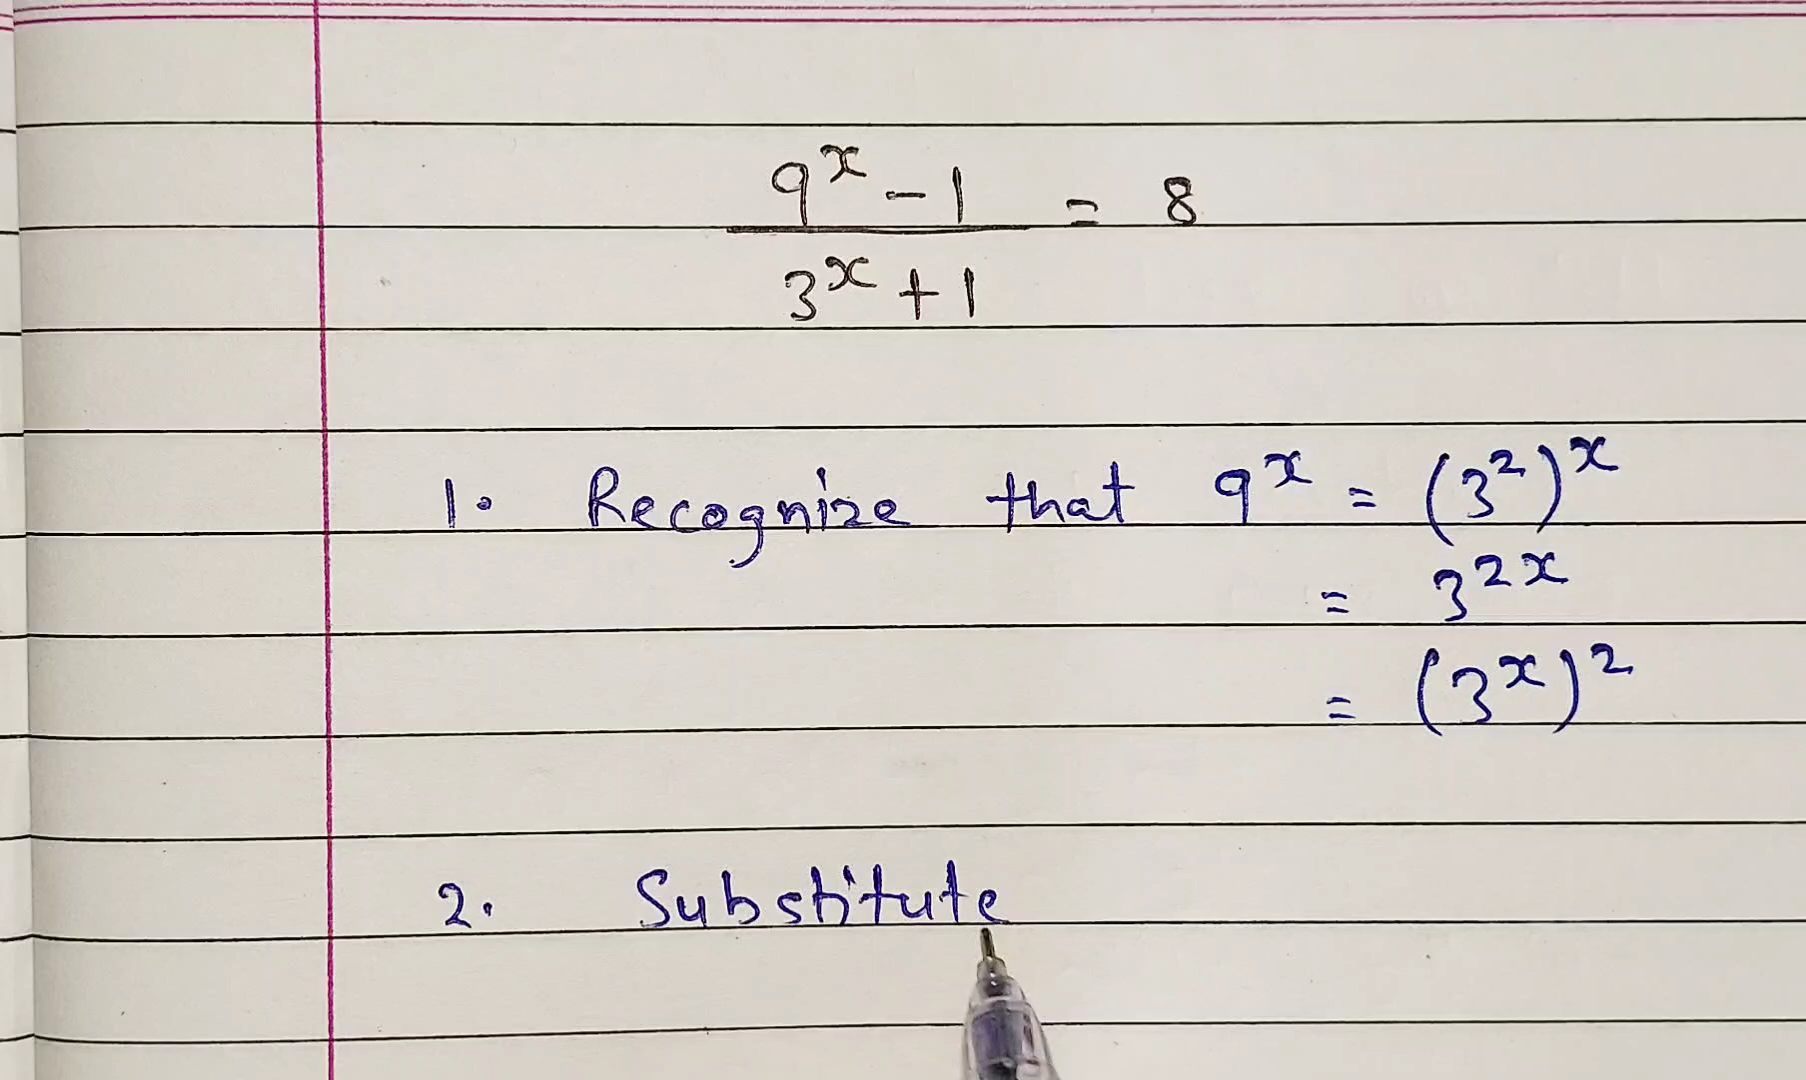 9^x - 1 = 8
3^x + 1
1. Recognize that 9^x = (3^2)^x
= 3^2x
= (3^x)^2
2. Substitute